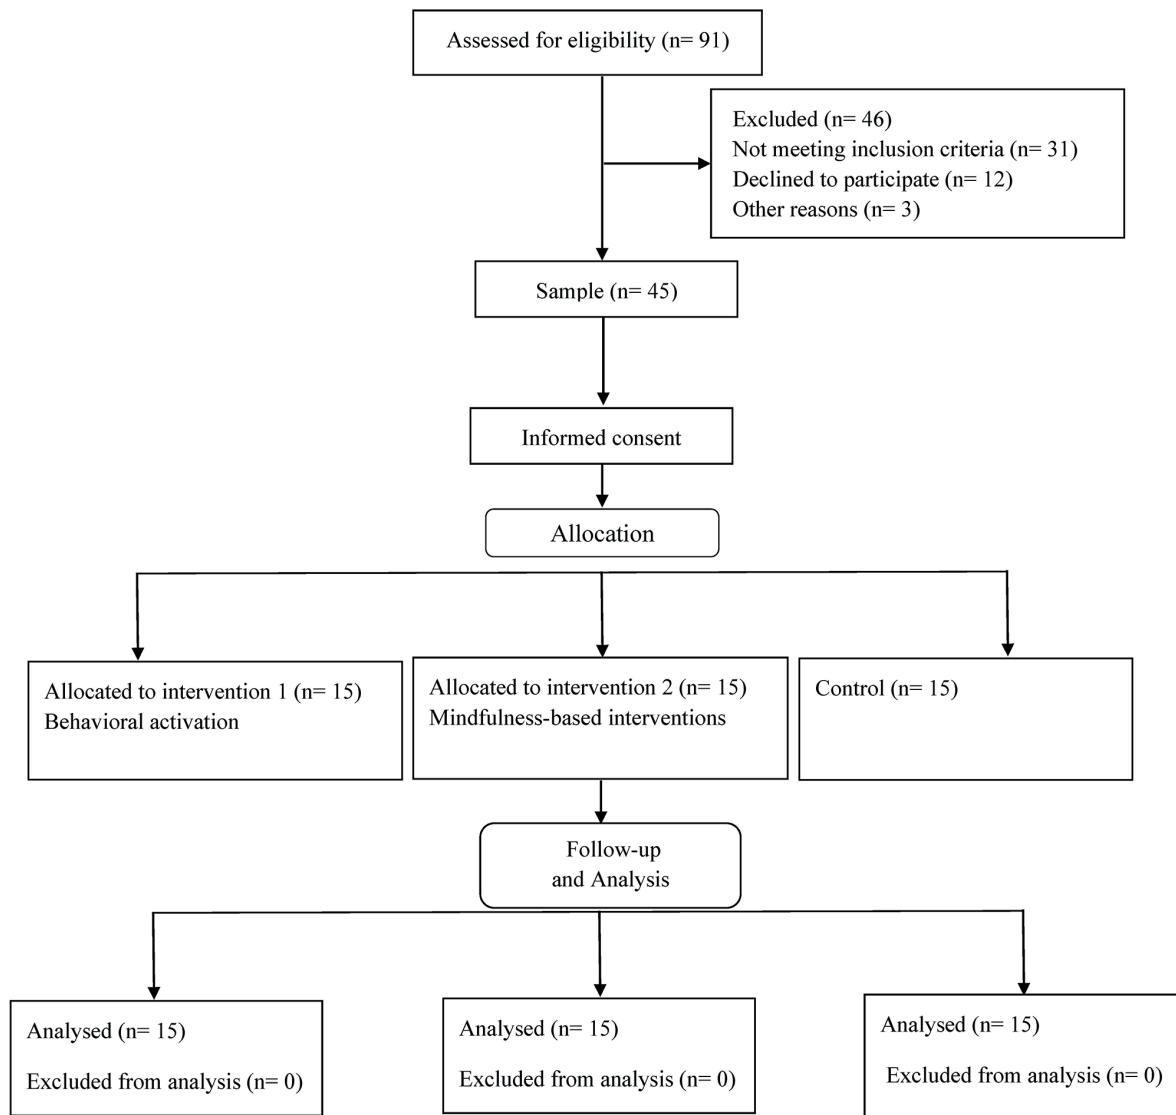 Assessed for eligibility (n= 91)
Excluded (n= 46)
Not meeting inclusion criteria (n= 31)
Declined to participate (n= 12)
Other reasons (n= 3)
Sample (n= 45)
Informed consent
Allocation
Allocated to intervention 1 (n= 15)
Behavioral activation
Allocated to intervention 2 (n= 15)
Mindfulness-based interventions
Control (n= 15)
Follow-up
and Analysis
Analysed (n= 15)
Excluded from analysis (n= 0)
Analysed (n= 15)
Excluded from analysis (n= 0)
Analysed (n= 15)
Excluded from analysis (n= 0)